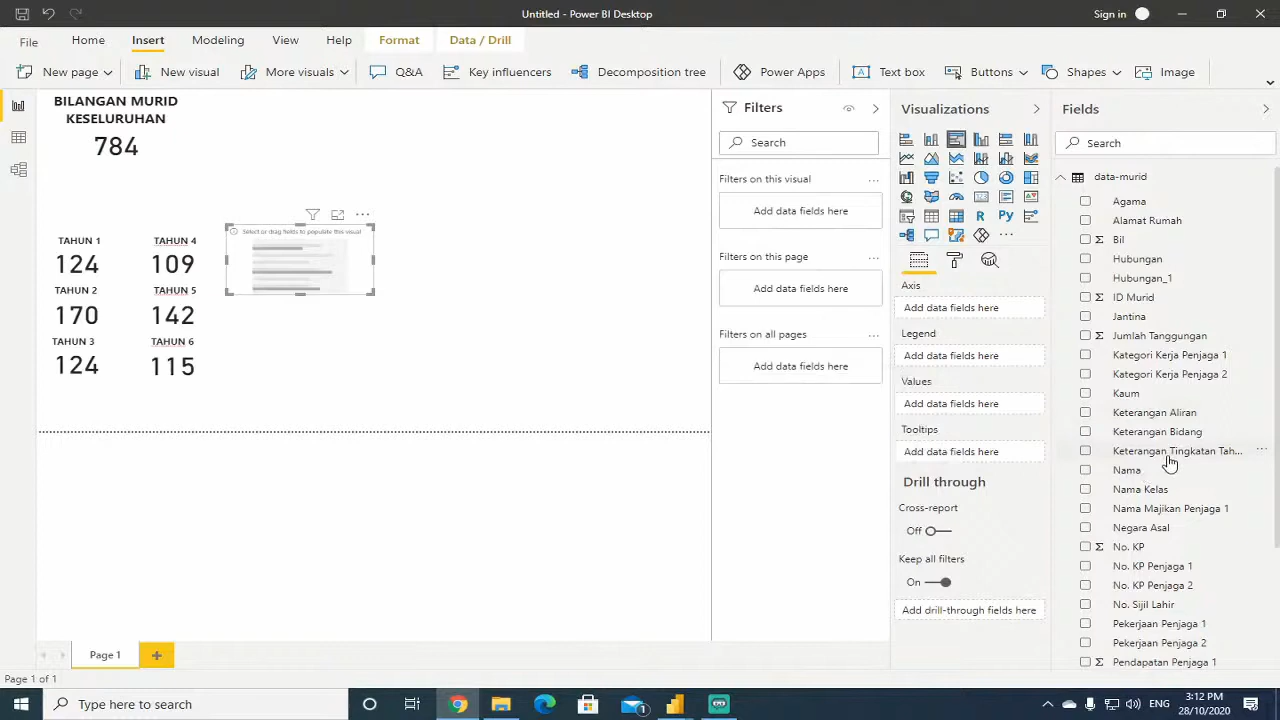 Untitled - Power BI Desktop
Sign in
File
Home
Insert
Modeling
View
Help
Format
Data / Drill
New page
New visual
More visuals
Q&A
Key influencers
Decomposition tree
Power Apps
Text box
Buttons
Shapes
Image
BILANGAN MURID
KESELURUHAN
784
TAHUN 1
124
TAHUN 4
109
TAHUN 2
170
TAHUN 5
142
TAHUN 3
124
TAHUN 6
115
Select or drag fields to populate this visual
Filters
Search
Filters on this visual
Add data fields here
Filters on this page
Add data fields here
Filters on all pages
Add data fields here
Visualizations
R
Py
Axis
Add data fields here
Legend
Add data fields here
Values
Add data fields here
Tooltips
Add data fields here
Drill through
Cross-report
Off
Keep all filters
On
Add drill-through fields here
Fields
Search
data-murid
Agama
Alamat Rumah
Σ Bil
Hubungan
Hubungan_1
Σ ID Murid
Jantina
Σ Jumlah Tanggungan
Kategori Kerja Penjaga 1
Kategori Kerja Penjaga 2
Kaum
Keterangan Aliran
Keterangan Bidang
Keterangan Tingkatan Tah...
Nama
Nama Kelas
Nama Majikan Penjaga 1
Negara Asal
Σ No. KP
No. KP Penjaga 1
No. KP Penjaga 2
No. Sijil Lahir
Pekerjaan Penjaga 1
Pekerjaan Penjaga 2
Σ Pendapatan Penjaga 1
Page 1
Page 1 of 1
Type here to search
1
ENG
3:12 PM
28/10/2020